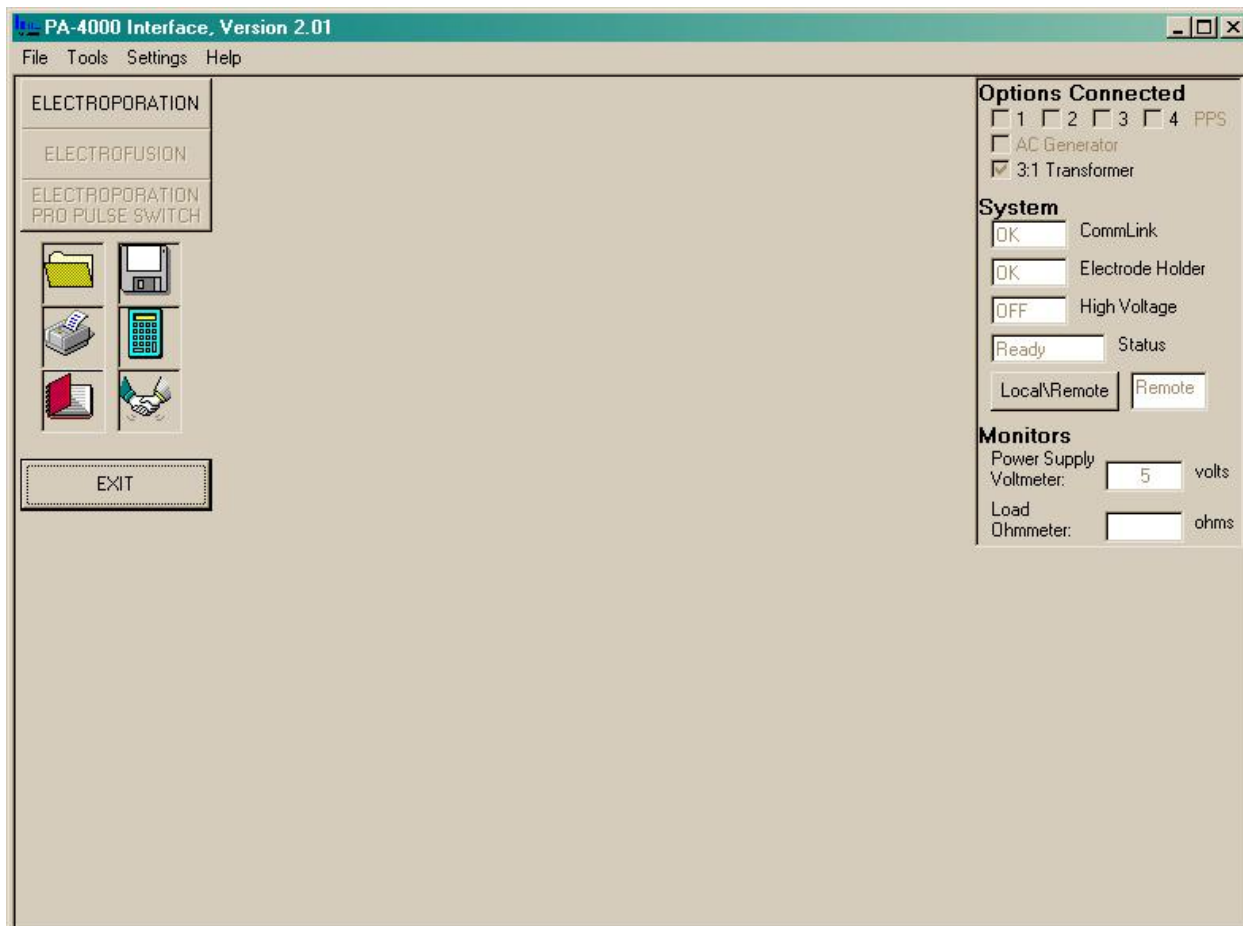 PA-4000 Interface, Version 2.01
File Tools Settings Help
ELECTROPORATION
ELECTROFUSION
ELECTROPORATION
PRO PULSE SWITCH
EXIT
Options Connected
1 2 3 4 PPS
AC Generator
3:1 Transformer
System
OK CommLink
OK Electrode Holder
OFF High Voltage
Ready Status
Local\Remote Remote
Monitors
Power Supply
Voltmeter: 5 volts
Load
Ohmmeter: ohms